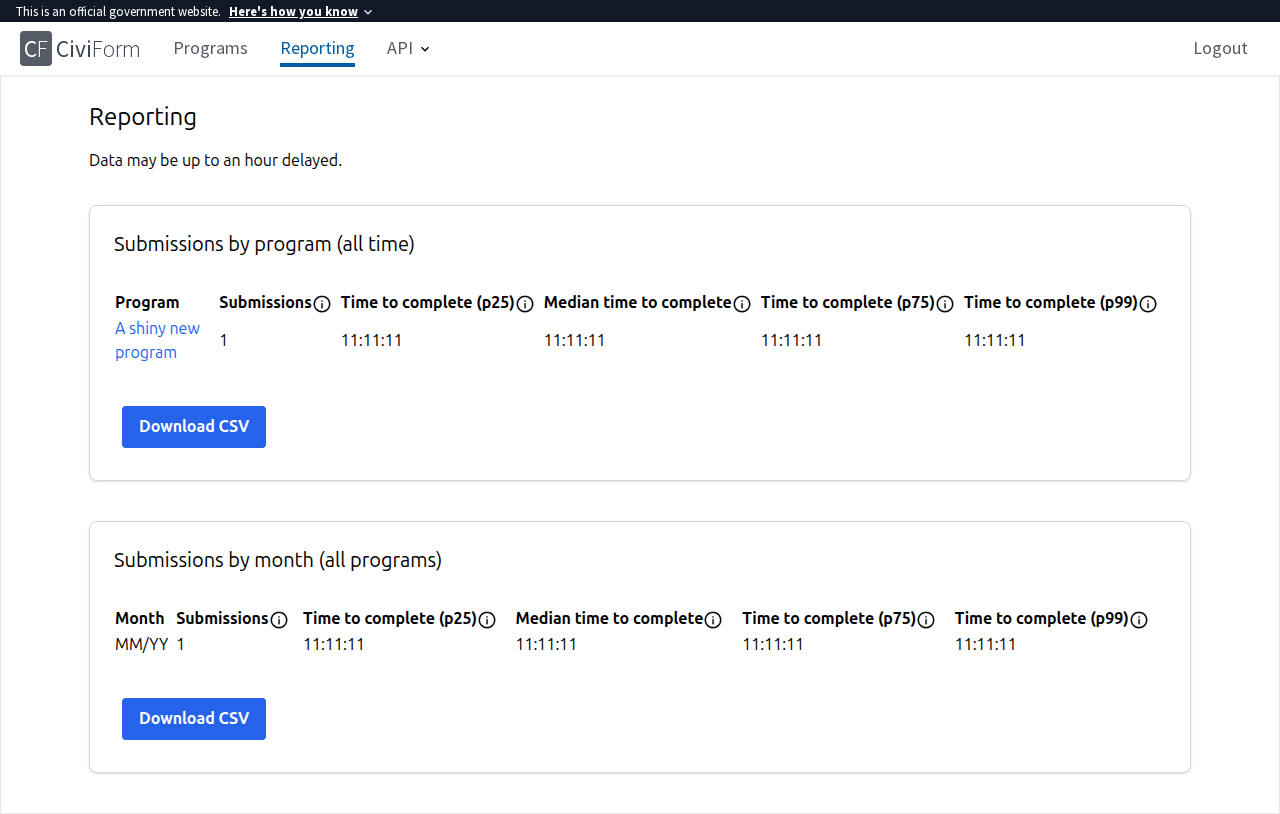 This is an official government website. Here's how you know
CF CiviForm Programs Reporting API Logout
Reporting
Data may be up to an hour delayed.
Submissions by program (all time)
Program Submissions Time to complete (p25) Median time to complete Time to complete (p75) Time to complete (p99)
A shiny new program 1 11:11:11 11:11:11 11:11:11 11:11:11
Download CSV
Submissions by month (all programs)
Month Submissions Time to complete (p25) Median time to complete Time to complete (p75) Time to complete (p99)
MM/YY 1 11:11:11 11:11:11 11:11:11 11:11:11
Download CSV